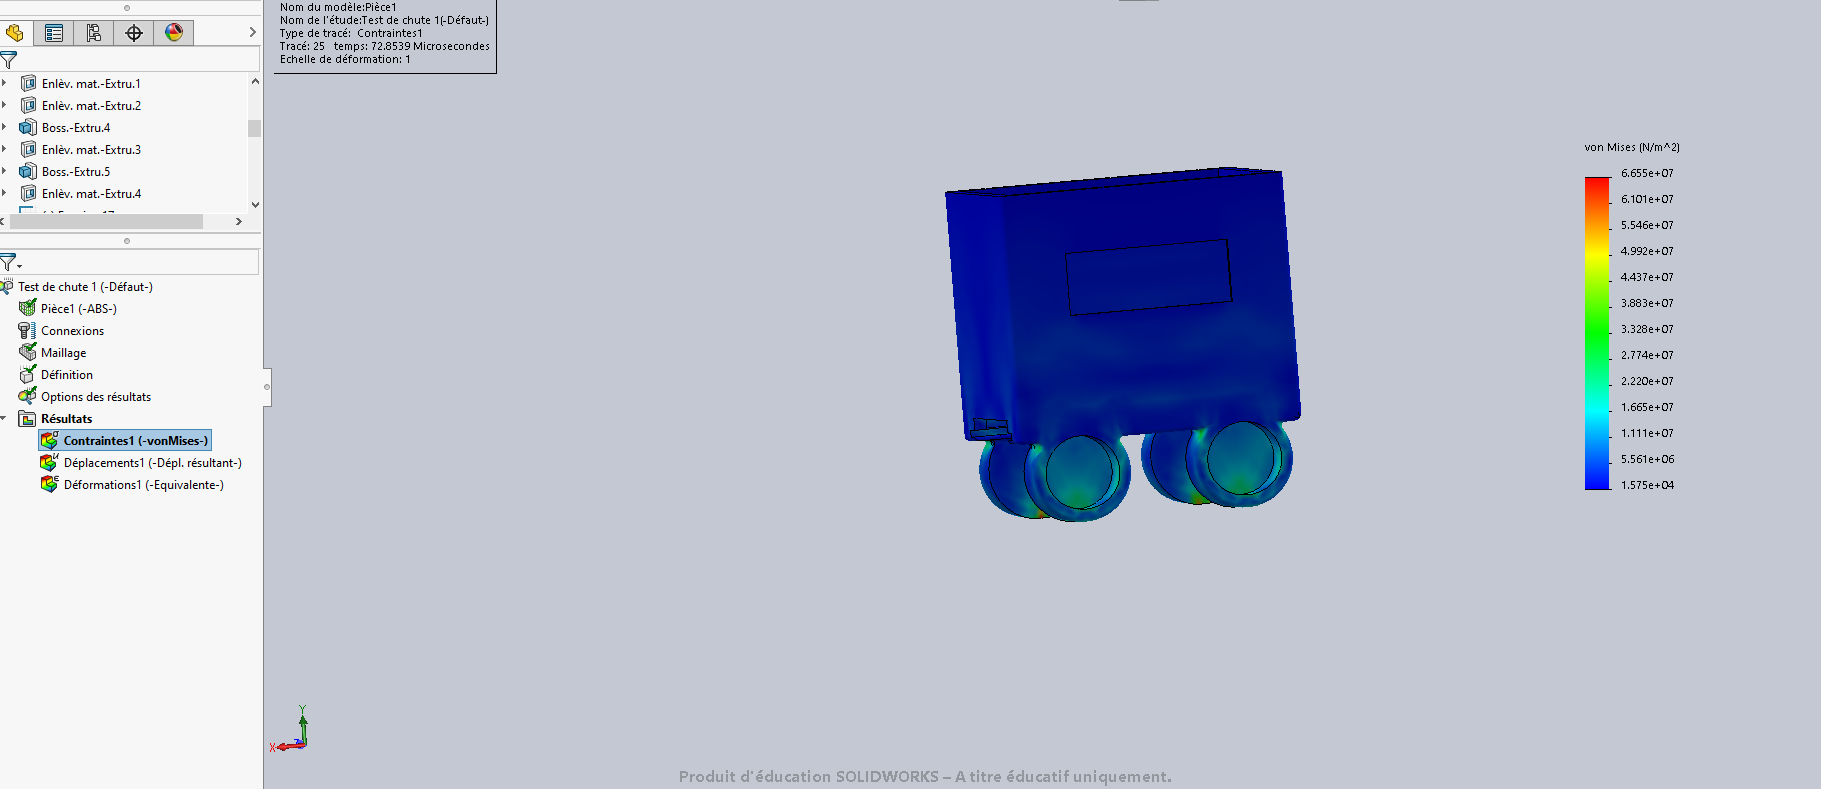 Nom du modèle:Pièce1
Nom de l'étude:Test de chute 1(-Défaut-)
Type de tracé: Contraintes1
Tracé: 25 temps: 72.8539 Microsecondes
Echelle de déformation: 1
Enlèv. mat.-Extru.1
Enlèv. mat.-Extru.2
Boss.-Extru.4
Enlèv. mat.-Extru.3
Boss.-Extru.5
Enlèv. mat.-Extru.4
Test de chute 1 (-Défaut-)
Pièce1 (-ABS-)
Connexions
Maillage
Définition
Options des résultats
Résultats
Contraintes1 (-vonMises-)
Déplacements1 (-Dépl. résultant-)
Déformations1 (-Equivalente-)
von Mises (N/m^2)
6.655e+07
6.101e+07
5.546e+07
4.992e+07
4.437e+07
3.883e+07
3.328e+07
2.774e+07
2.220e+07
1.665e+07
1.111e+07
5.561e+06
1.575e+04
Y
X
Produit d'éducation SOLIDWORKS – A titre éducatif uniquement.